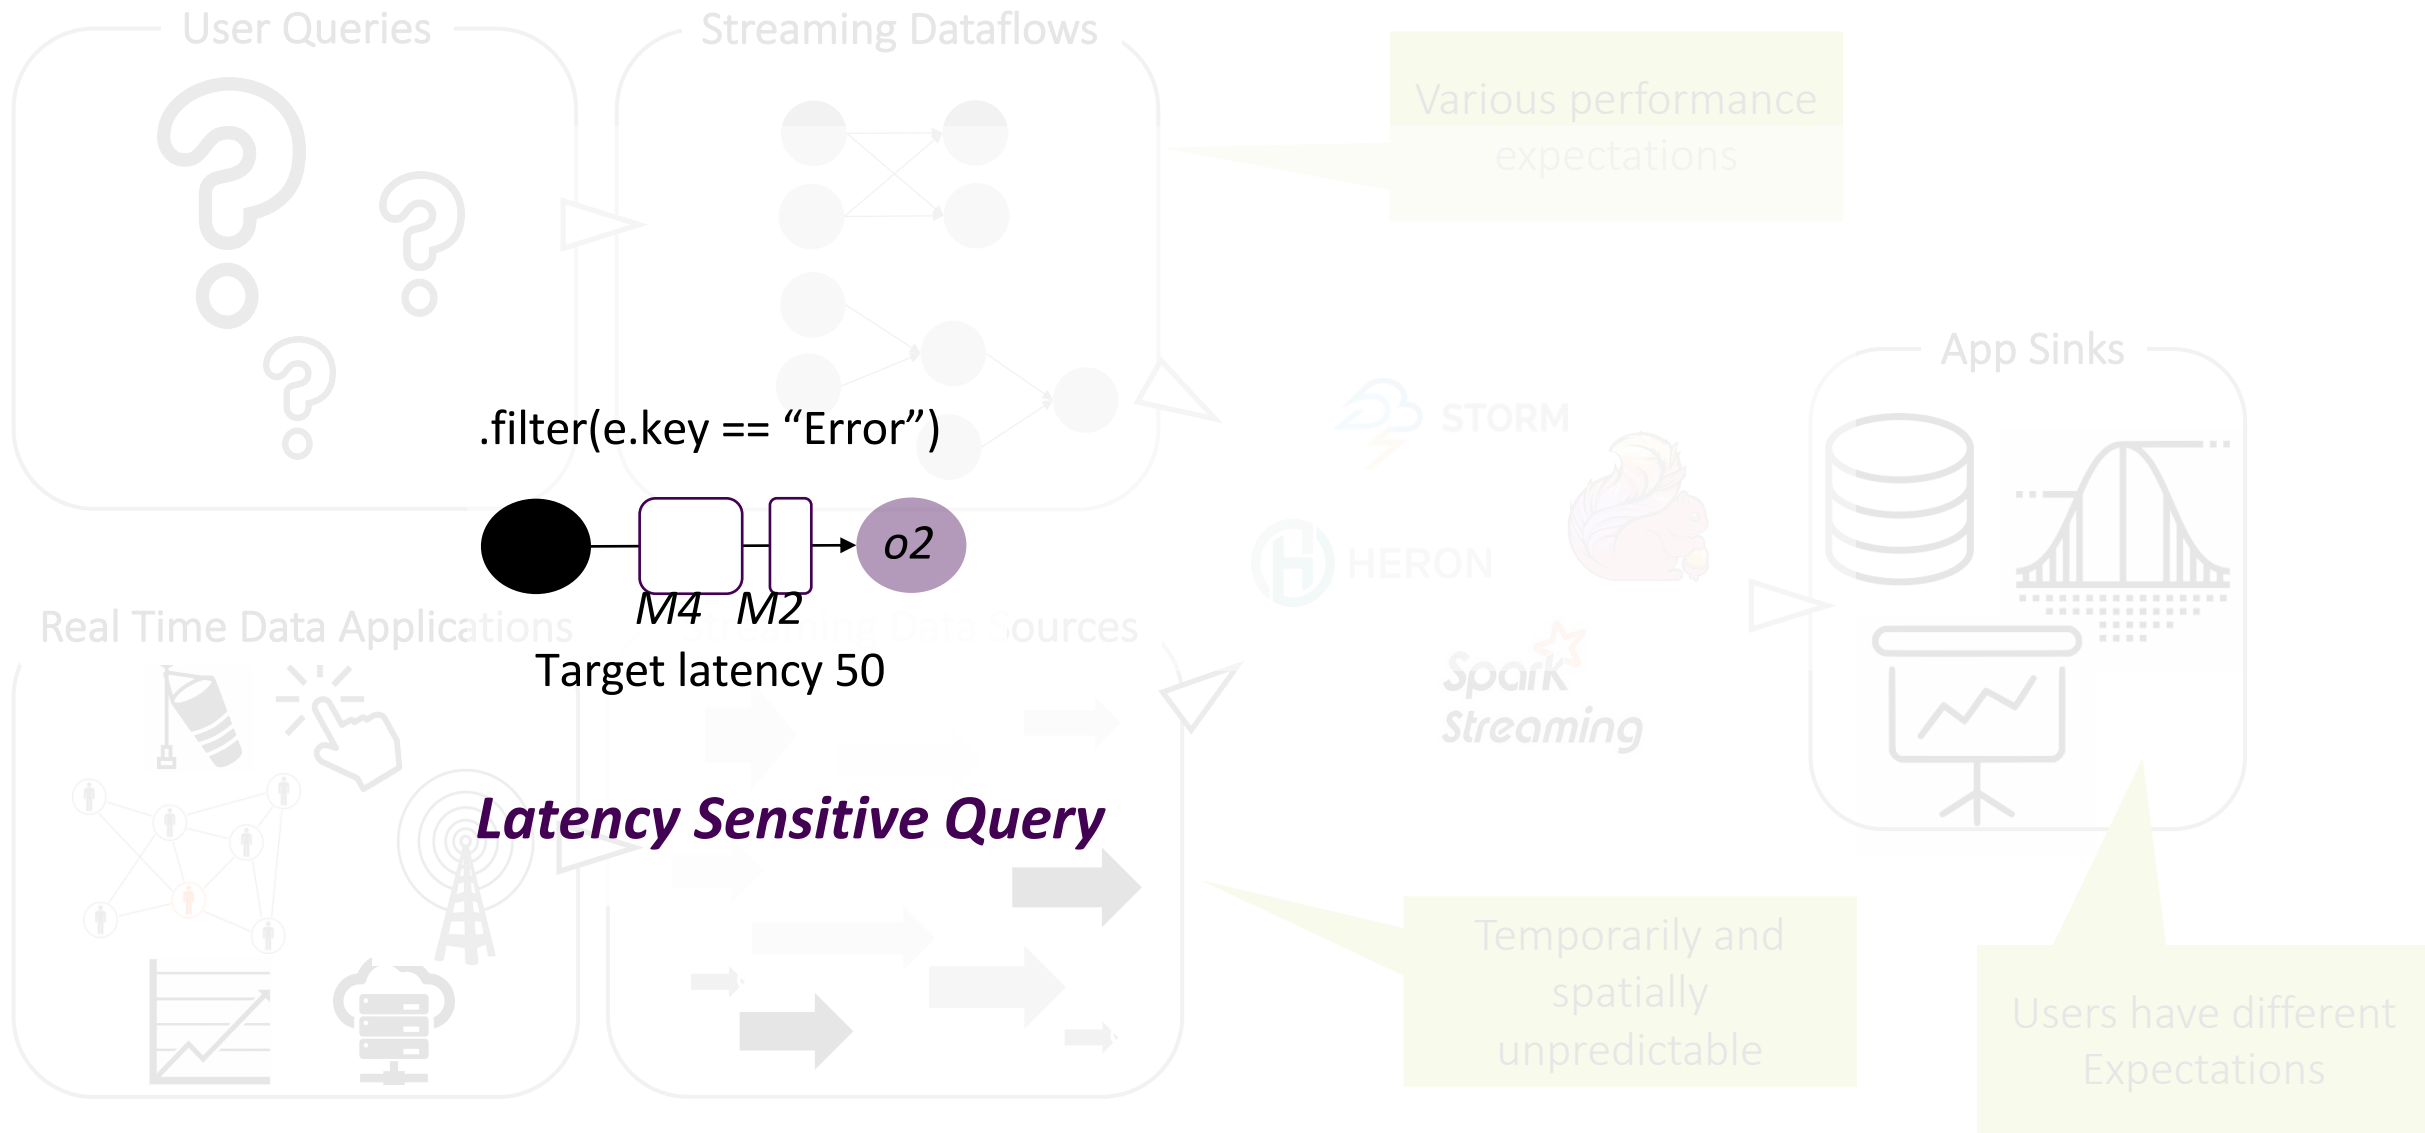 User Queries
Streaming Dataflows
Various performance
expectations
App Sinks
STORM
HERON
Spark
Streaming
.filter(e.key == “Error”)
o2
M4 M2
Target latency 50
Real Time Data Applications
Streaming Data Sources
Latency Sensitive Query
Temporarily and
spatially
unpredictable
Users have different
Expectations